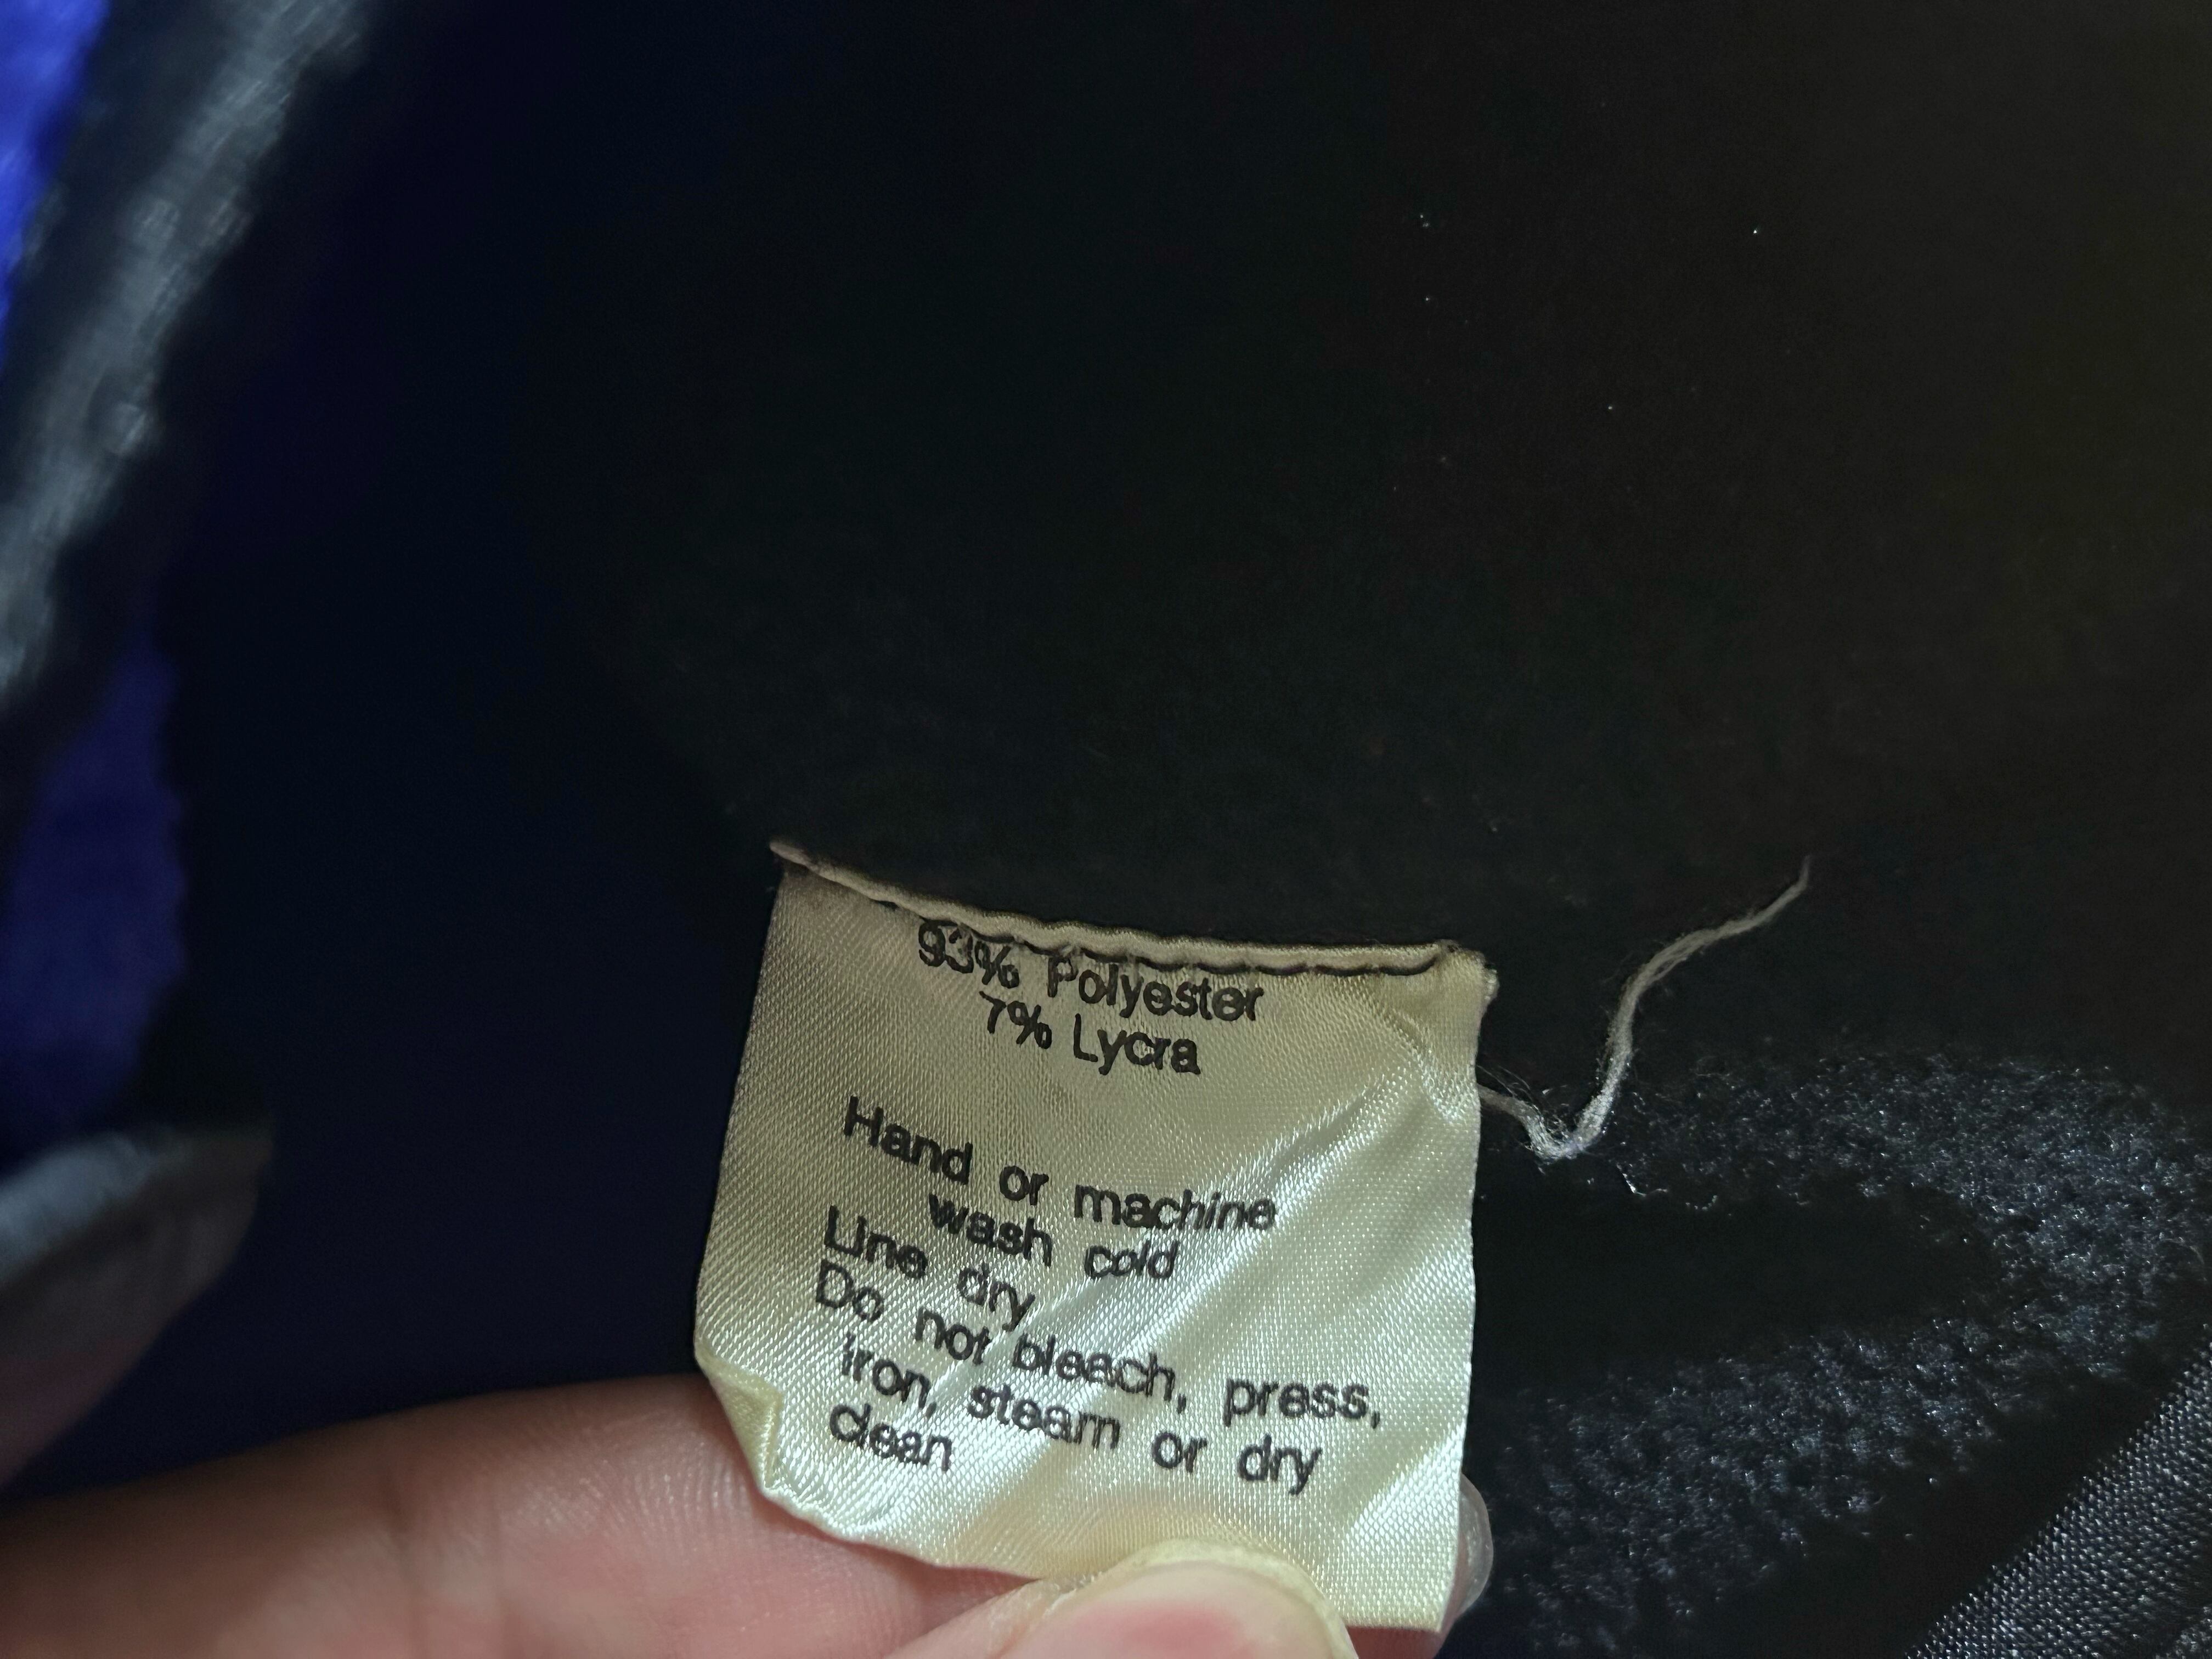 93% Polyester
7% Lycra
Hand or machine
wash cold
Line dry
Do not bleach, press,
iron, steam or dry
clean